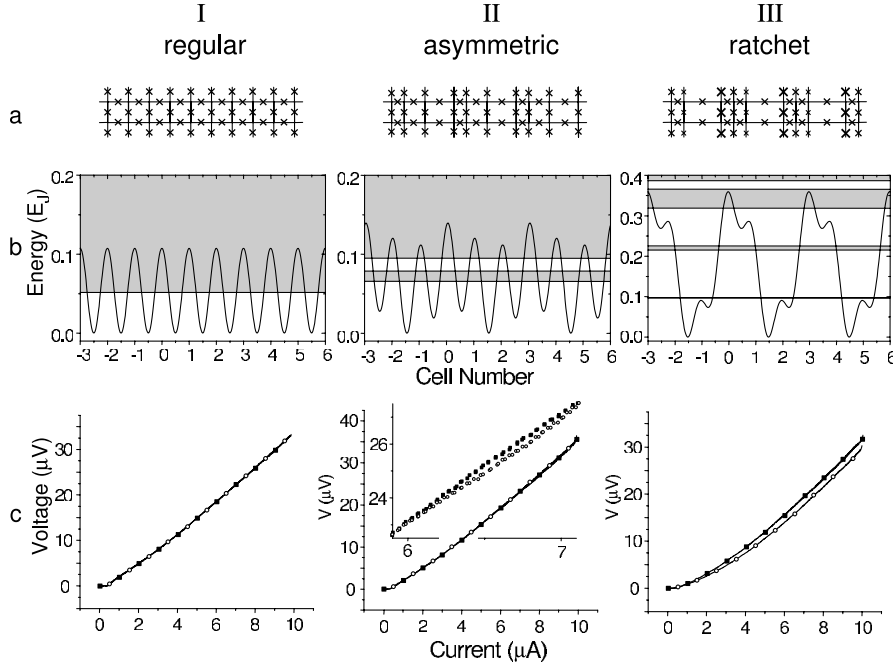 I II III
regular asymmetric ratchet
a
b
Energy (EJ)
0.2
0.1
0.0
0.2
0.1
0.0
0.4
0.3
0.2
0.1
0.0
-3 -2 -1 0 1 2 3 4 5 6
-3 -2 -1 0 1 2 3 4 5 6
-3 -2 -1 0 1 2 3 4 5 6
Cell Number
c
Voltage (µV)
30
20
10
0
0 2 4 6 8 10
V (µV)
40
30
20
10
0
26
24
22
6 7
0 2 4 6 8 10
V (µV)
30
20
10
0
0 2 4 6 8 10
Current (µA)